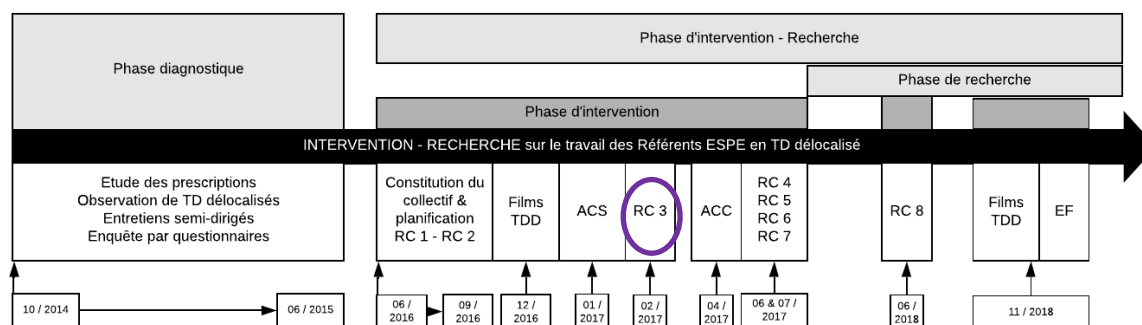 Phase d'intervention - Recherche
Phase diagnostique
Phase de recherche
Phase d'intervention
INTERVENTION - RECHERCHE sur le travail des Référents ESPE en TD délocalisé
Etude des prescriptions
Observation de TD délocalisés
Entretiens semi-dirigés
Enquête par questionnaires
Constitution du
collectif &
planification
RC 1 - RC 2
Films
TDD
ACS
RC 3
ACC
RC 4
RC 5
RC 6
RC 7
RC 8
Films
TDD
EF
10 / 2014
06 / 2015
06 /
2016
09 /
2016
12 /
2016
01 /
2017
02 /
2017
04 /
2017
06 & 07 /
2017
06 /
2018
11 / 2018